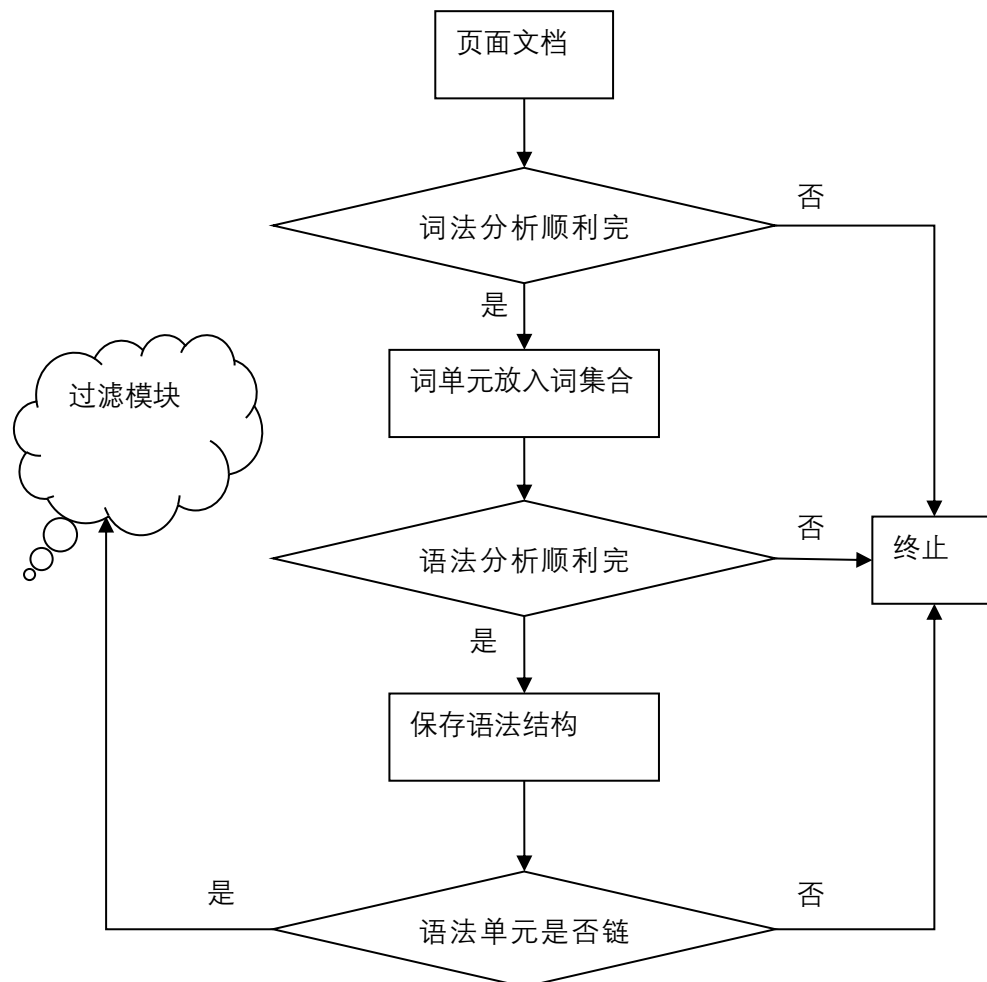 页面文档
否
词法分析顺利完
是
词单元放入词集合
过滤模块
否
语法分析顺利完
终止
是
保存语法结构
是
否
语法单元是否链